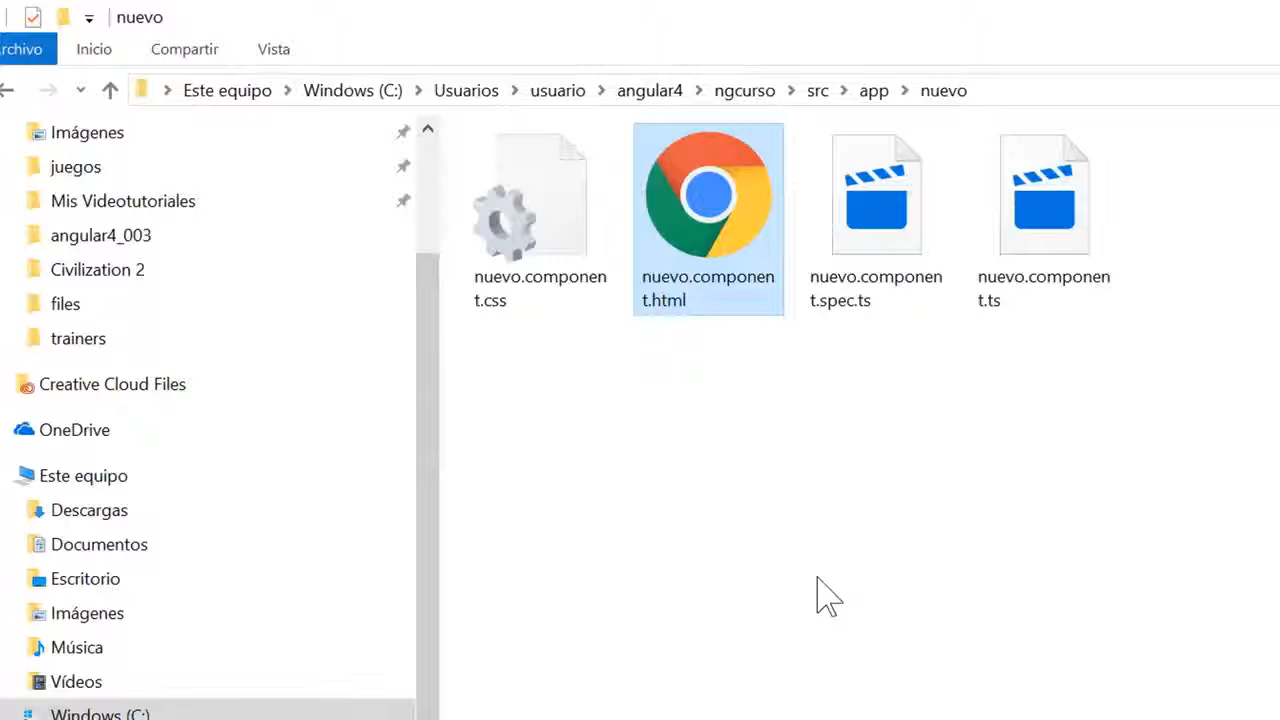 nuevo
rchivo Inicio Compartir Vista
Este equipo Windows (C:) Usuarios usuario angular4 ngcurso src app nuevo
Imágenes
juegos
Mis Videotutoriales
angular4_003
Civilization 2
files
trainers
Creative Cloud Files
OneDrive
Este equipo
Descargas
Documentos
Escritorio
Imágenes
Música
Vídeos
Windows (C:)
nuevo.componen
t.css
nuevo.componen
t.html
nuevo.componen
t.spec.ts
nuevo.componen
t.ts